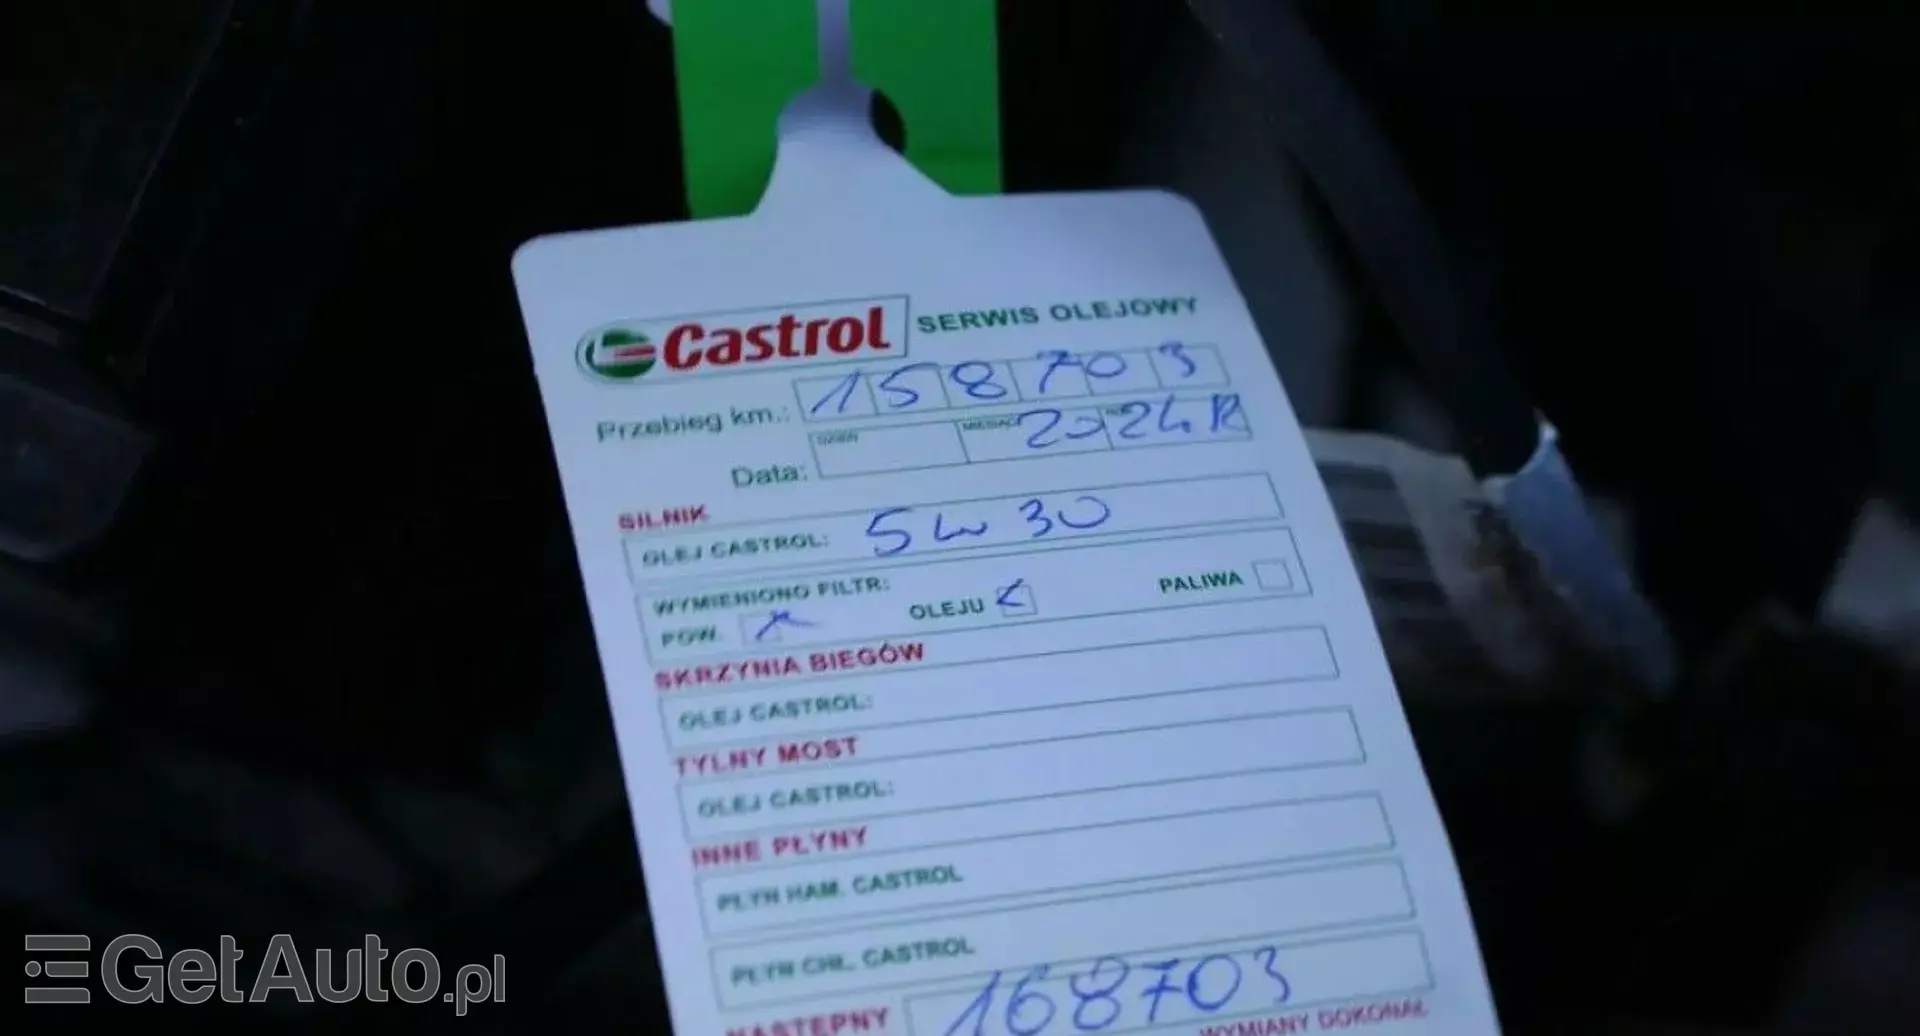 Castrol SERWIS OLEJOWY
Przebieg km.: 158703
Data: DZIEŃ MIESIĄC 2024R
SILNIK
OLEJ CASTROL: 5W30
WYMIENIONO FILTR:
POW. OLEJU PALIWA
SKRZYNIA BIEGÓW
OLEJ CASTROL:
TYLNY MOST
OLEJ CASTROL:
INNE PŁYNY
PŁYN HAM. CASTROL
PŁYN CHŁ. CASTROL
NASTĘPNY 168703
WYMIANY DOKONAŁ
GetAuto.pl